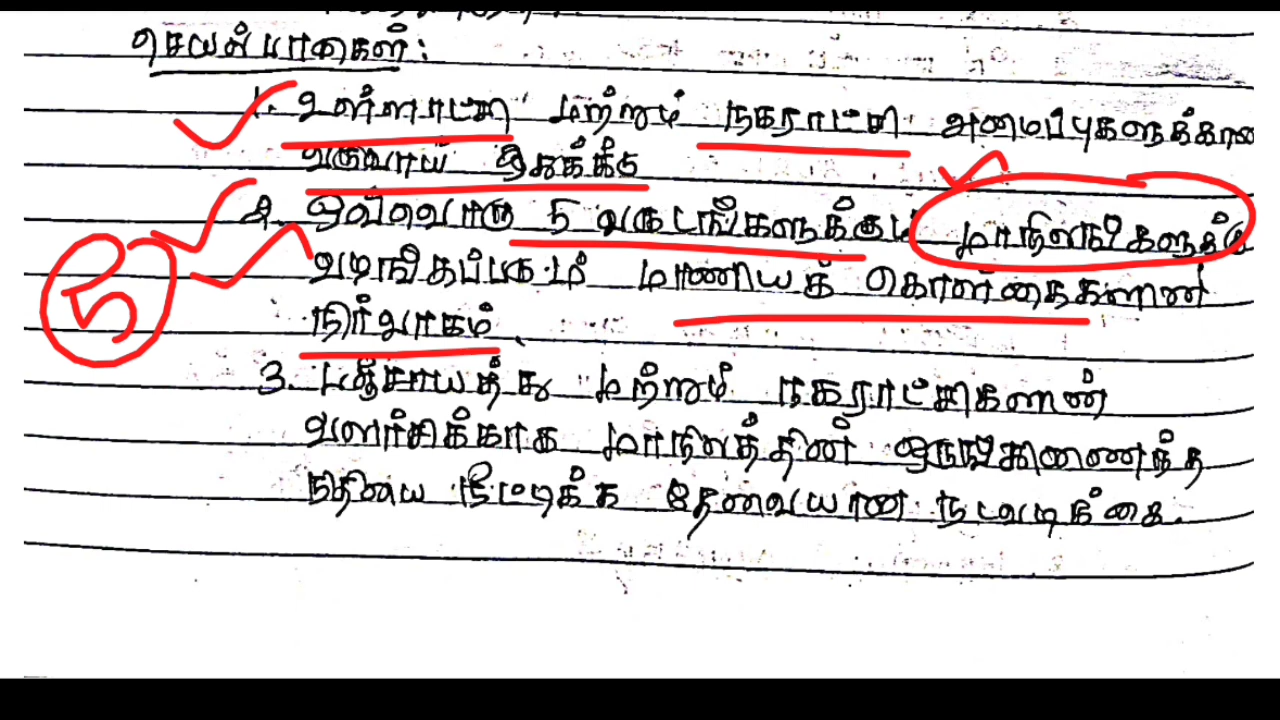 செயல்பாடுகள்:
1. உள்ளாட்சி மற்றும் நகராட்சி அமைப்புகளுக்கான
வருவாய் இலக்கீடு
2. ஒவ்வொரு 5 வருடங்களுக்கும் மாநிலங்களுக்கு
வழங்கப்படும் மானியக் கொள்கைகளின்
நிர்வாகம்.
5
3. பஞ்சாயத்து மற்றும் நகராட்சிகளின்
வளர்ச்சிக்காக மாநிலத்தின் ஒருங்கிணைந்த
நிதியை நீட்டிக்க தேவையான நடவடிக்கை.